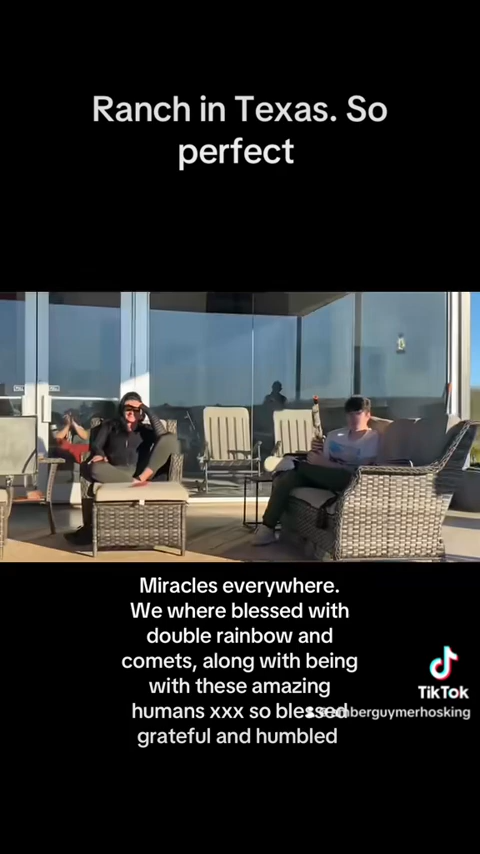 Ranch in Texas. So
perfect
Miracles everywhere.
We where blessed with
double rainbow and
comets, along with being
with these amazing
humans xxx so blessed
grateful and humbled
TikTok